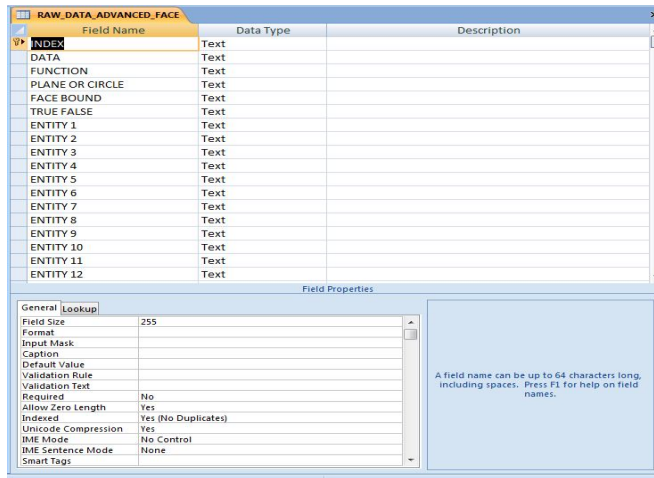 RAW_DATA_ADVANCED_FACE
Field Name Data Type Description
INDEX Text
DATA Text
FUNCTION Text
PLANE OR CIRCLE Text
FACE BOUND Text
TRUE FALSE Text
ENTITY 1 Text
ENTITY 2 Text
ENTITY 3 Text
ENTITY 4 Text
ENTITY 5 Text
ENTITY 6 Text
ENTITY 7 Text
ENTITY 8 Text
ENTITY 9 Text
ENTITY 10 Text
ENTITY 11 Text
ENTITY 12 Text
Field Properties
General Lookup
Field Size 255
Format
Input Mask
Caption
Default Value
Validation Rule
Validation Text
Required No
Allow Zero Length Yes
Indexed Yes (No Duplicates)
Unicode Compression Yes
IME Mode No Control
IME Sentence Mode None
Smart Tags
A field name can be up to 64 characters long,
including spaces. Press F1 for help on field
names.